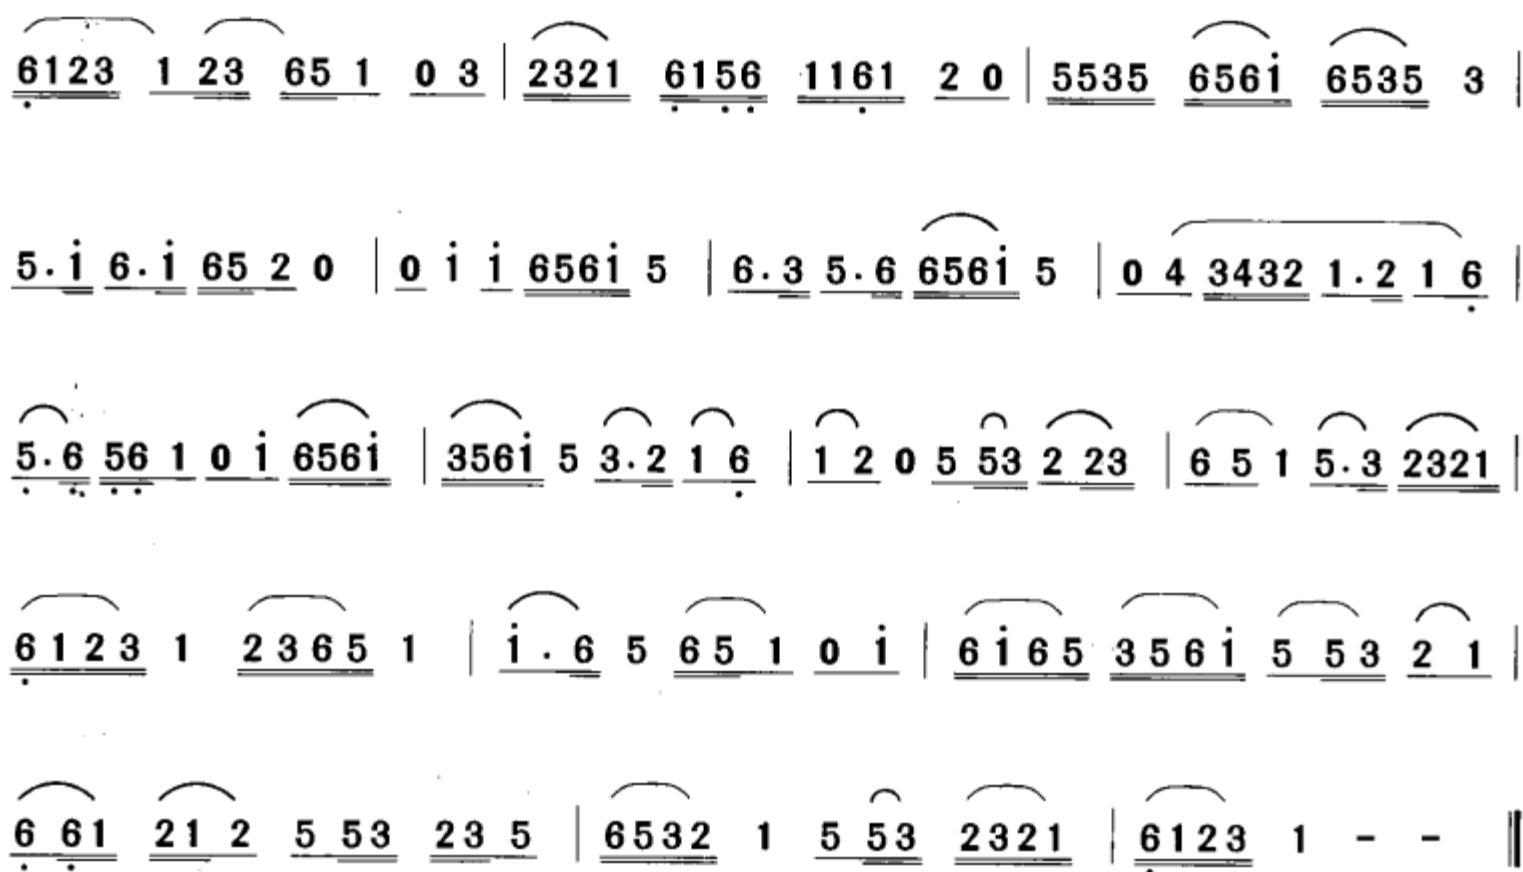 6123 1 23 65 1 0 3 | 2321 6156 1161 2 0 | 5535 656i 6535 3 |
5.i 6.i 65 2 0 | 0 i i 656i 5 | 6.3 5.6 656i 5 | 0 4 3432 1.2 1 6 |
5.6 56 1 0 i 656i | 356i 5 3.2 1 6 | 1 2 0 5 53 2 23 | 6 5 1 5.3 2321 |
6123 1 2365 1 | i.6 5 65 1 0 i | 6i65 356i 5 53 2 1 |
6 61 21 2 5 53 23 5 | 6532 1 5 53 2321 | 6123 1 - - ‖